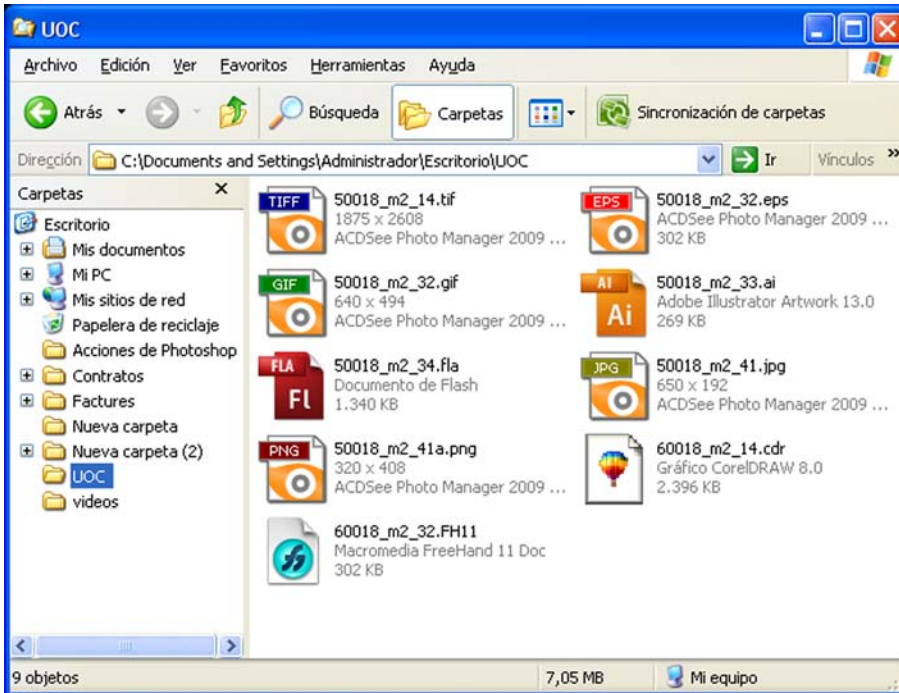 UOC
Archivo Edición Ver Favoritos Herramientas Ayuda
Atrás Búsqueda Carpetas Sincronización de carpetas
Dirección C:\Documents and Settings\Administrador\Escritorio\UOC Ir Vínculos »
Carpetas x
Escritorio
Mis documentos
Mi PC
Mis sitios de red
Papelera de reciclaje
Acciones de Photoshop
Contratos
Factures
Nueva carpeta
Nueva carpeta (2)
UOC
videos
TIFF
50018_m2_14.tif
1875 x 2608
ACDSee Photo Manager 2009 ...
EPS
50018_m2_32.eps
ACDSee Photo Manager 2009 ...
302 KB
GIF
50018_m2_32.gif
640 x 494
ACDSee Photo Manager 2009 ...
AI
Ai
50018_m2_33.ai
Adobe Illustrator Artwork 13.0
269 KB
FLA
FL
50018_m2_34.fla
Documento de Flash
1.340 KB
JPG
50018_m2_41.jpg
650 x 192
ACDSee Photo Manager 2009 ...
PNG
50018_m2_41a.png
320 x 408
ACDSee Photo Manager 2009 ...
60018_m2_14.cdr
Gráfico CorelDRAW 8.0
2.396 KB
60018_m2_32.FH11
Macromedia FreeHand 11 Doc
302 KB
9 objetos 7,05 MB Mi equipo